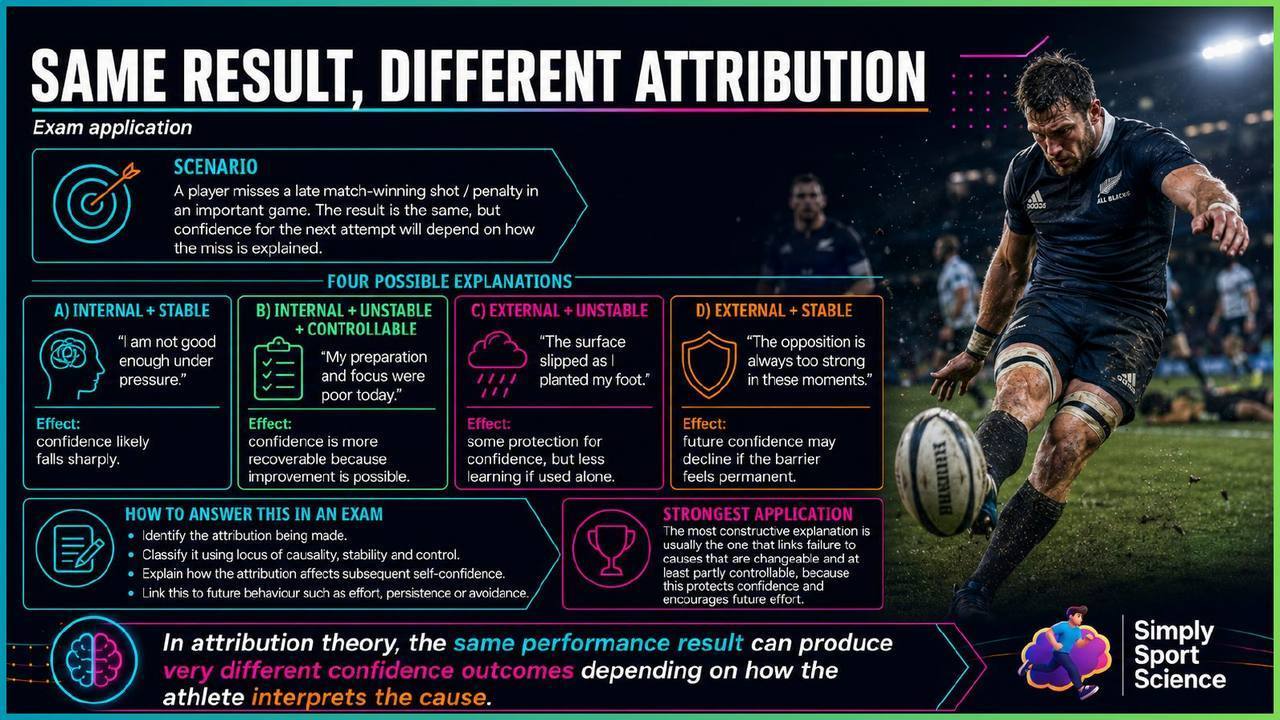 SAME RESULT, DIFFERENT ATTRIBUTION
Exam application
SCENARIO
A player misses a late match-winning shot / penalty in
an important game. The result is the same, but
confidence for the next attempt will depend on how
the miss is explained.
FOUR POSSIBLE EXPLANATIONS
A) INTERNAL + STABLE
"I am not good
enough under
pressure."
Effect:
confidence likely
falls sharply.
B) INTERNAL + UNSTABLE
+ CONTROLLABLE
"My preparation
and focus were
poor today."
Effect:
confidence is more
recoverable because
improvement is possible.
C) EXTERNAL + UNSTABLE
"The surface
slipped as I
planted my foot."
Effect:
some protection for
confidence, but less
learning if used alone.
D) EXTERNAL + STABLE
"The opposition is
always too strong
in these moments."
Effect:
future confidence may
decline if the barrier
feels permanent.
HOW TO ANSWER THIS IN AN EXAM
• Identify the attribution being made.
• Classify it using locus of causality, stability and control.
• Explain how the attribution affects subsequent self-confidence.
• Link this to future behaviour such as effort, persistence or avoidance.
STRONGEST APPLICATION
The most constructive explanation is
usually the one that links failure to
causes that are changeable and at
least partly controllable, because
this protects confidence and
encourages future effort.
In attribution theory, the same performance result can produce
very different confidence outcomes depending on how the
athlete interprets the cause.
adidas
ALL BLACKS
Simply
Sport
Science